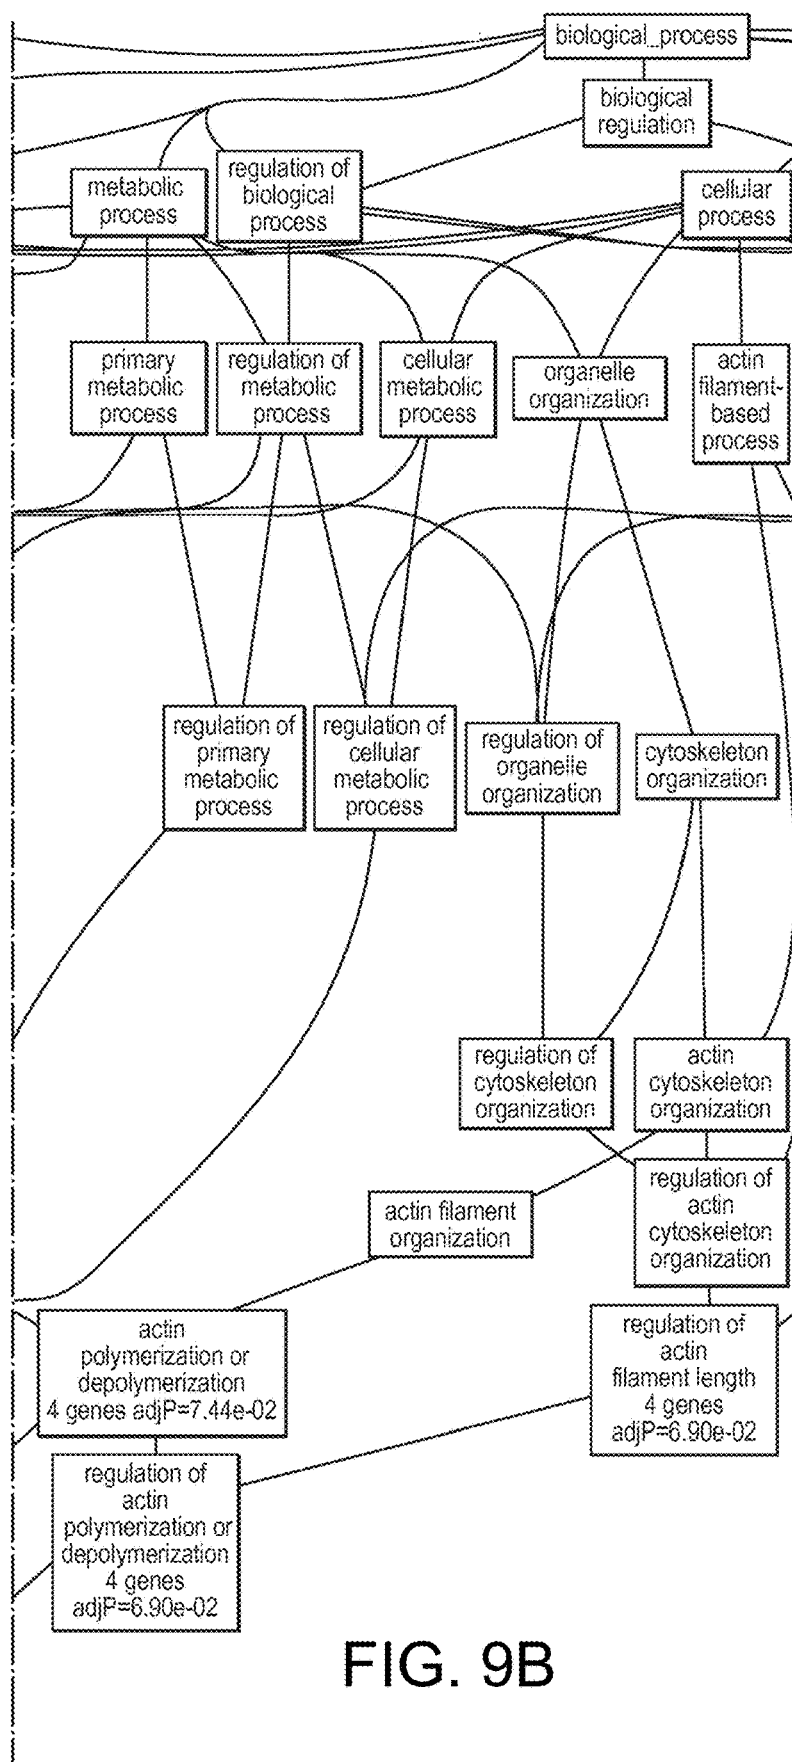 biological_process
biological
regulation
metabolic
process
regulation of
biological
process
cellular
process
primary
metabolic
process
regulation of
metabolic
process
cellular
metabolic
process
organelle
organization
actin
filament-
based
process
regulation of
primary
metabolic
process
regulation of
cellular
metabolic
process
regulation of
organelle
organization
cytoskeleton
organization
regulation of
cytoskeleton
organization
actin
cytoskeleton
organization
actin filament
organization
regulation of
actin
cytoskeleton
organization
actin
polymerization or
depolymerization
4 genes adjP=7.44e-02
regulation of
actin
filament length
4 genes
adjP=6.90e-02
regulation of
actin
polymerization or
depolymerization
4 genes
adjP=6.90e-02
FIG. 9B